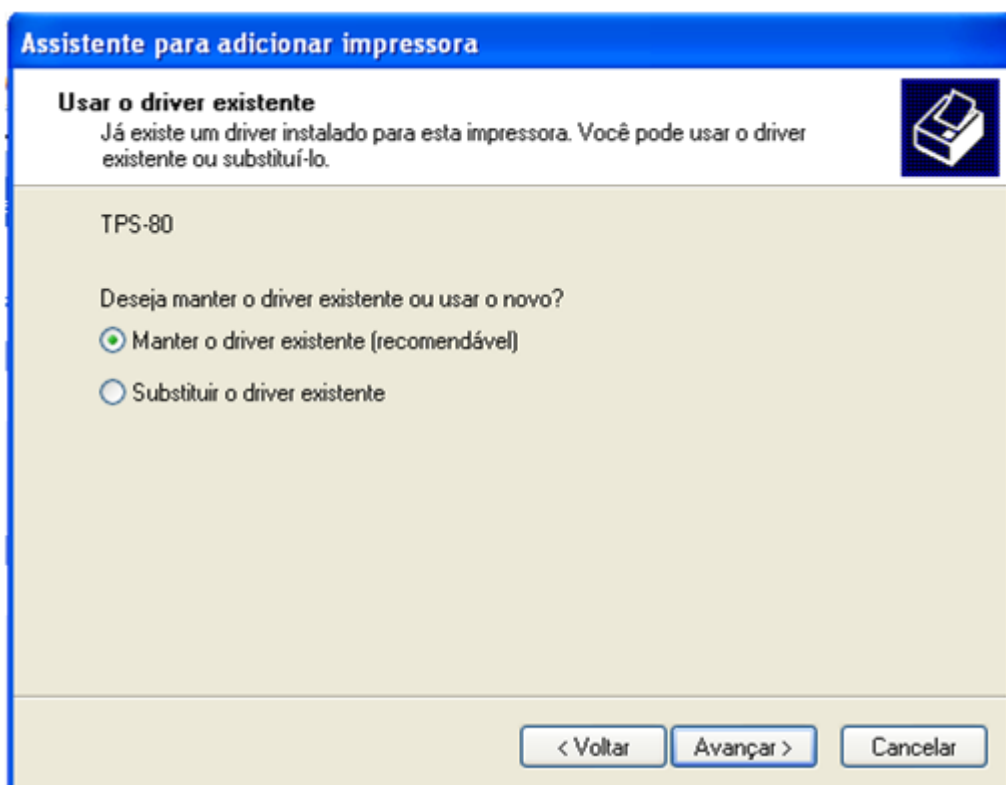 Assistente para adicionar impressora
Usar o driver existente
Já existe um driver instalado para esta impressora. Você pode usar o driver
existente ou substituí-lo.
TPS-80
Deseja manter o driver existente ou usar o novo?
Manter o driver existente (recomendável)
Substituir o driver existente
< Voltar
Avançar >
Cancelar